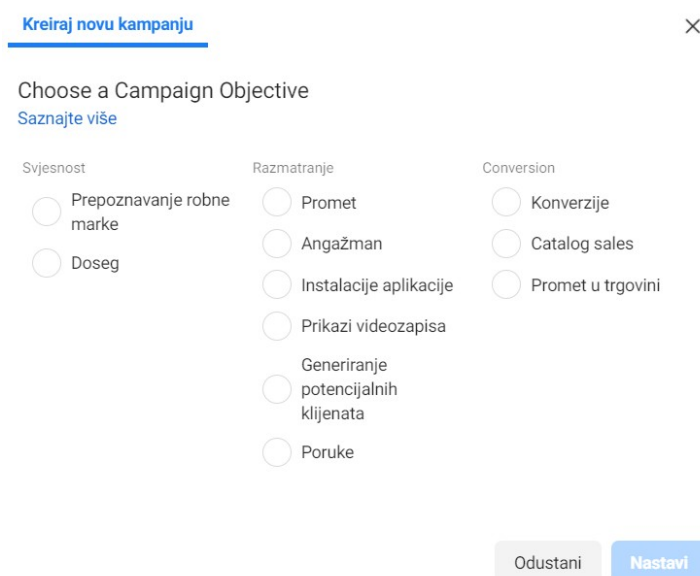 Kreiraj novu kampanju
Choose a Campaign Objective
Saznajte više
Svjesnost
Prepoznavanje robne
marke
Doseg
Razmatranje
Promet
Angažman
Instalacije aplikacije
Prikazi videozapisa
Generiranje
potencijalnih
klijenata
Poruke
Conversion
Konverzije
Catalog sales
Promet u trgovini
Odustani
Nastavi